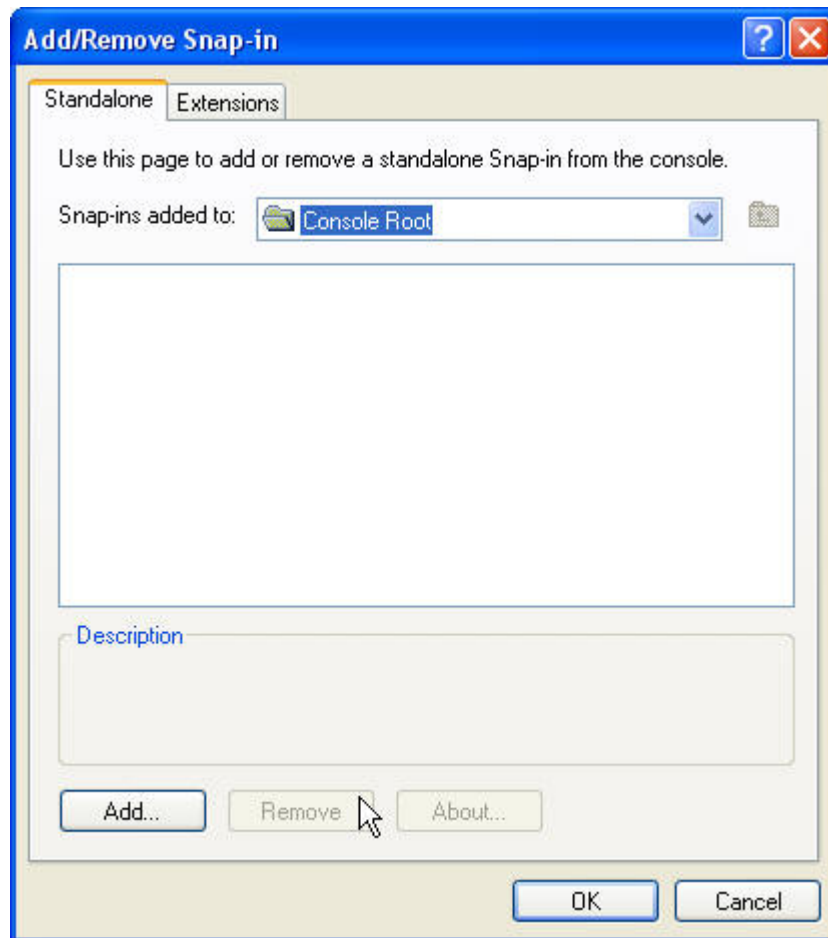 Add/Remove Snap-in
Standalone
Extensions
Use this page to add or remove a standalone Snap-in from the console.
Snap-ins added to:
Console Root
Description
Add...
Remove
About...
OK
Cancel